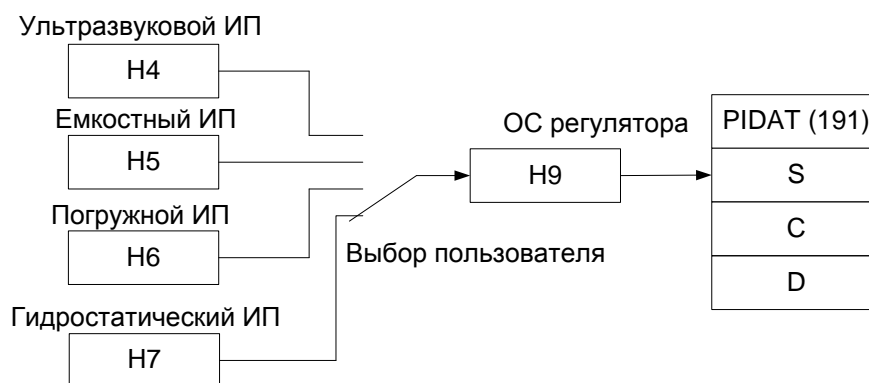 Ультразвуковой ИП
H4
Емкостный ИП
H5
Погружной ИП
H6
Гидростатический ИП
H7
Выбор пользователя
ОС регулятора
H9
PIDAT (191)
S
C
D